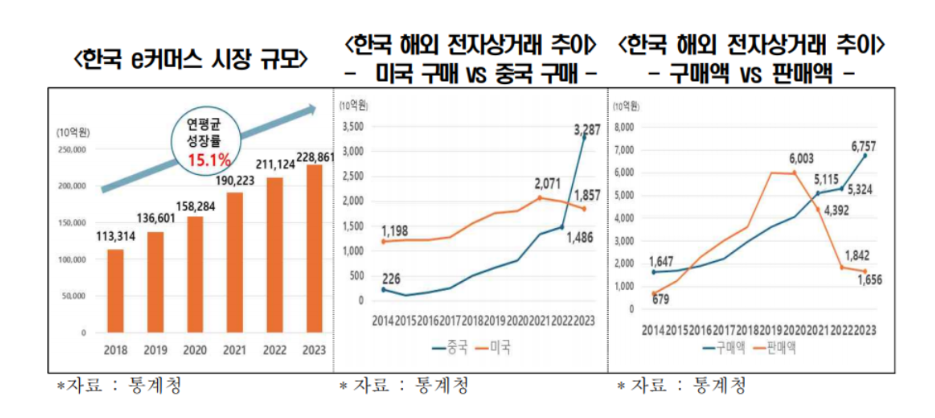 <한국 e커머스 시장 규모>
(10억원)
250,000
200,000
150,000
100,000
50,000
0
연평균
성장률
15.1%
113,314
136,601
158,284
190,223
211,124
228,861
2018 2019 2020 2021 2022 2023
*자료 : 통계청
<한국 해외 전자상거래 추이>
- 미국 구매 vs 중국 구매 -
(10억원)
3,500
3,000
2,500
2,000
1,500
1,000
500
0
1,198
226
2,071
3,287
1,857
1,486
2014 2015 2016 2017 2018 2019 2020 2021 2022 2023
중국 미국
* 자료 : 통계청
<한국 해외 전자상거래 추이>
- 구매액 vs 판매액 -
(10억원)
8,000
7,000
6,000
5,000
4,000
3,000
2,000
1,000
0
1,647
679
6,003
5,115
4,392
6,757
5,324
1,842
1,656
2014 2015 2016 2017 2018 2019 2020 2021 2022 2023
구매액 판매액
* 자료 : 통계청